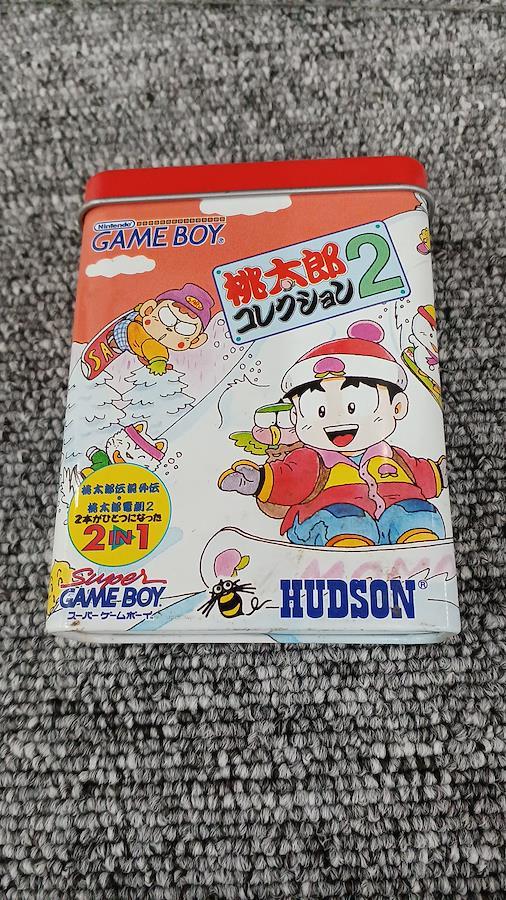 Nintendo
GAME BOY®
桃太郎
コレクション2
SA
桃太郎伝説外伝
・
桃太郎電劇2
2本がひとつになった
2IN1
Super
GAME BOY®
スーパーゲームボーイ®
HUDSON®
MOMO